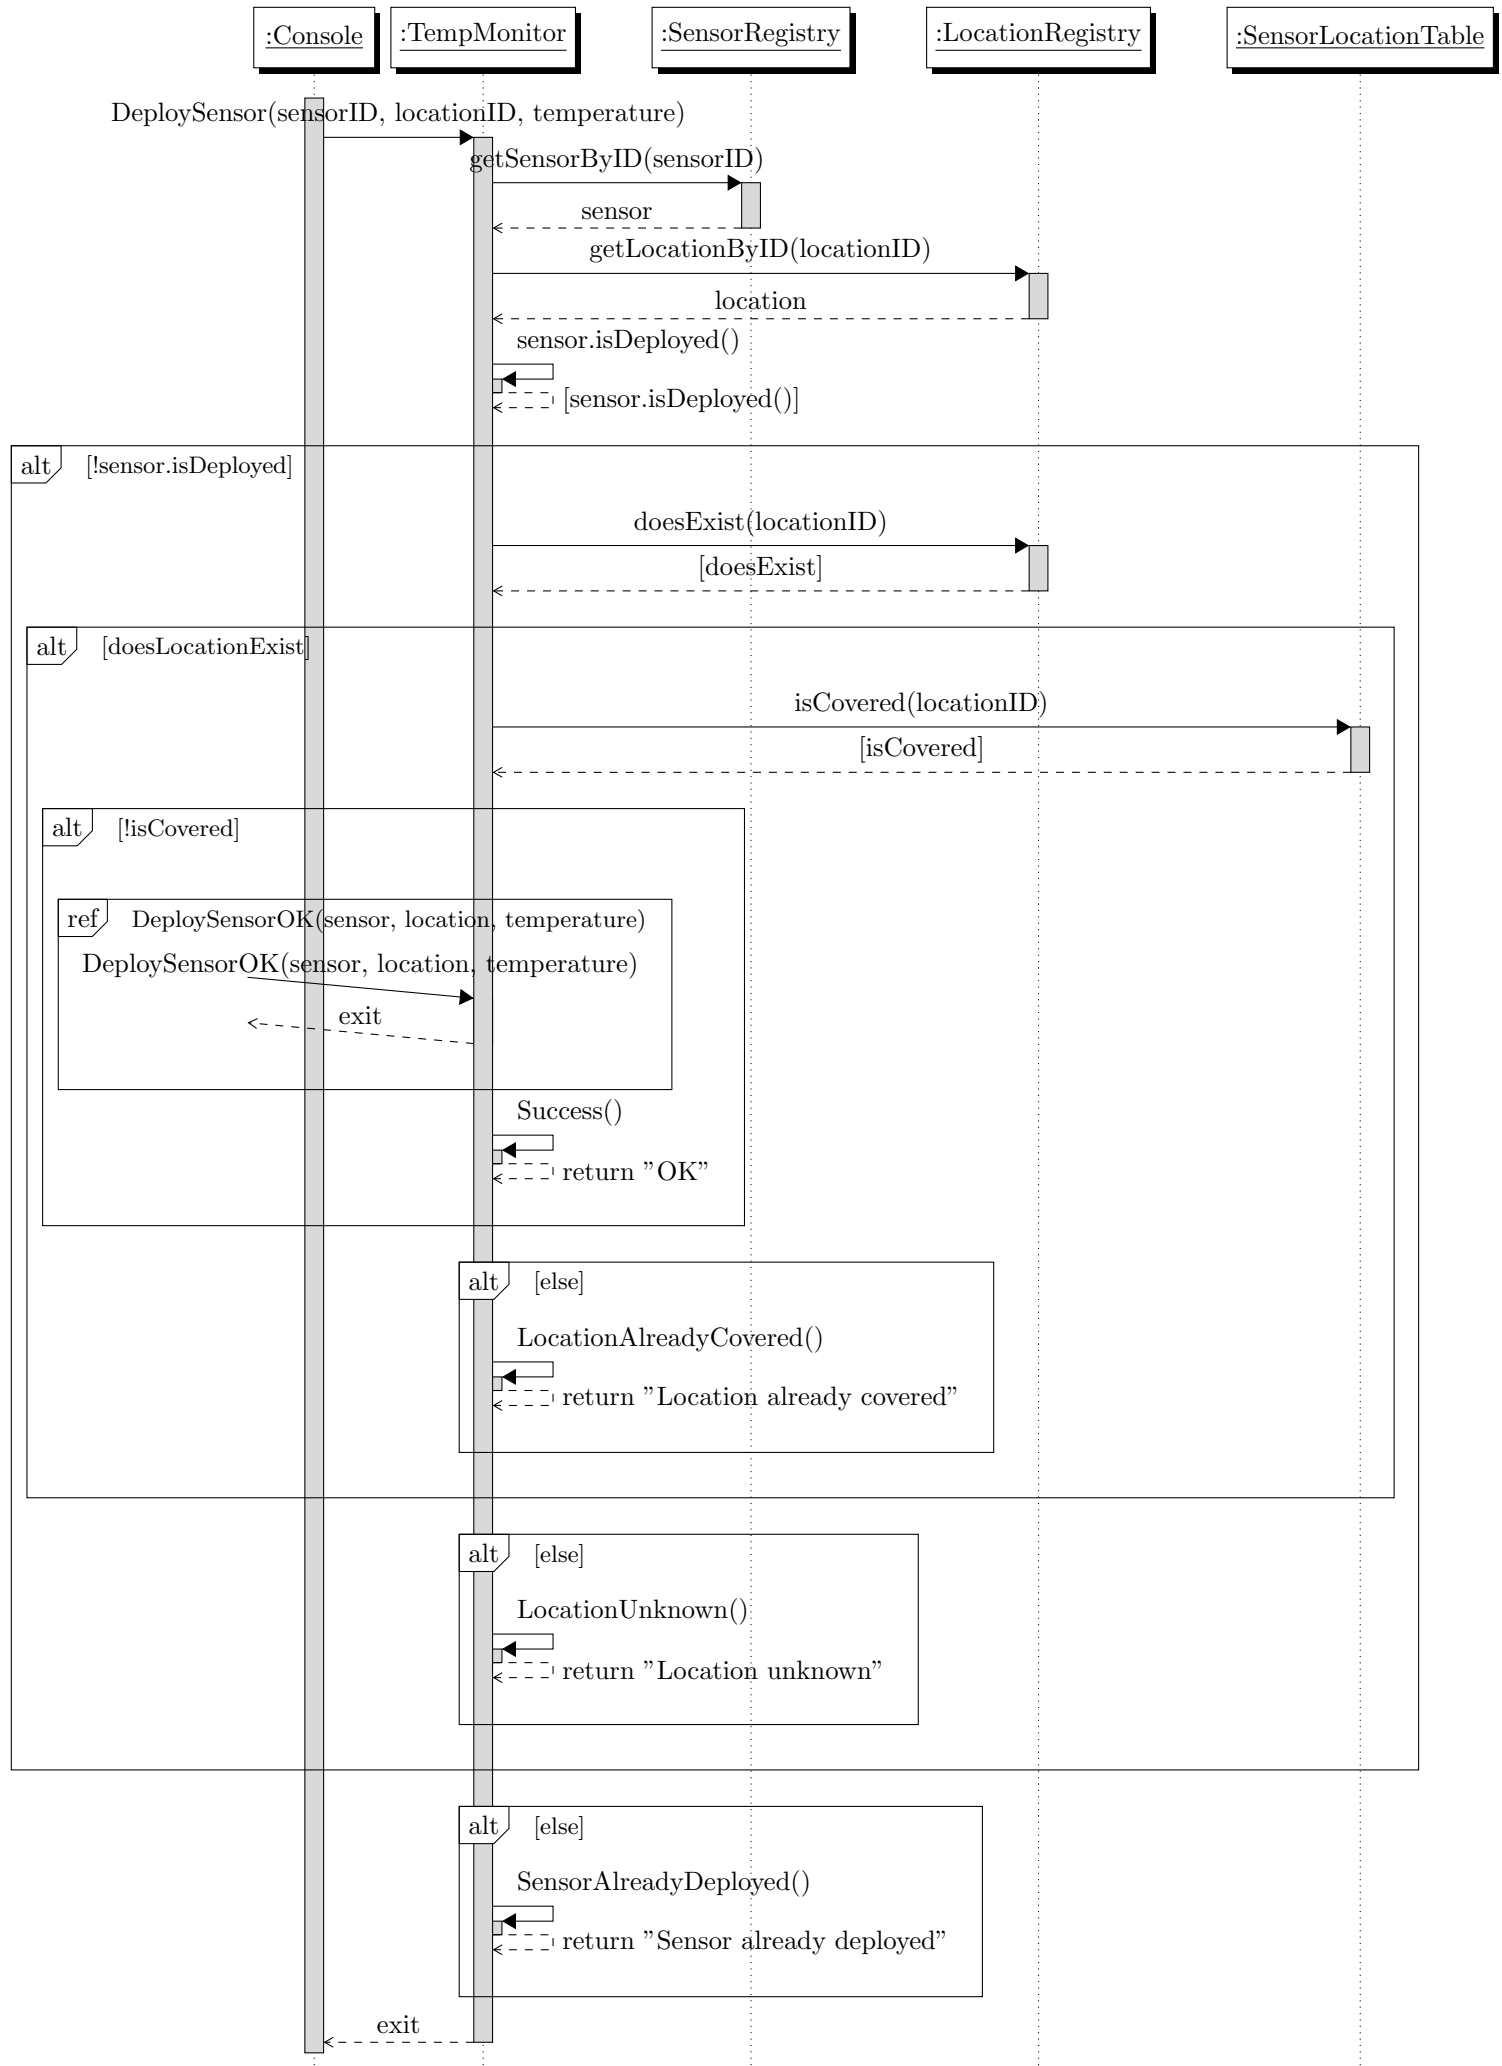 :Console
:TempMonitor
:SensorRegistry
:LocationRegistry
:SensorLocationTable
DeploySensor(sensorID, locationID, temperature)
getSensorByID(sensorID)
sensor
getLocationByID(locationID)
location
sensor.isDeployed()
[sensor.isDeployed()]
alt [!sensor.isDeployed]
doesExist(locationID)
[doesExist]
alt [doesLocationExist]
isCovered(locationID)
[isCovered]
alt [!isCovered]
ref DeploySensorOK(sensor, location, temperature)
DeploySensorOK(sensor, location, temperature)
exit
Success()
return ”OK”
alt [else]
LocationAlreadyCovered()
return ”Location already covered”
alt [else]
LocationUnknown()
return ”Location unknown”
alt [else]
SensorAlreadyDeployed()
return ”Sensor already deployed”
exit